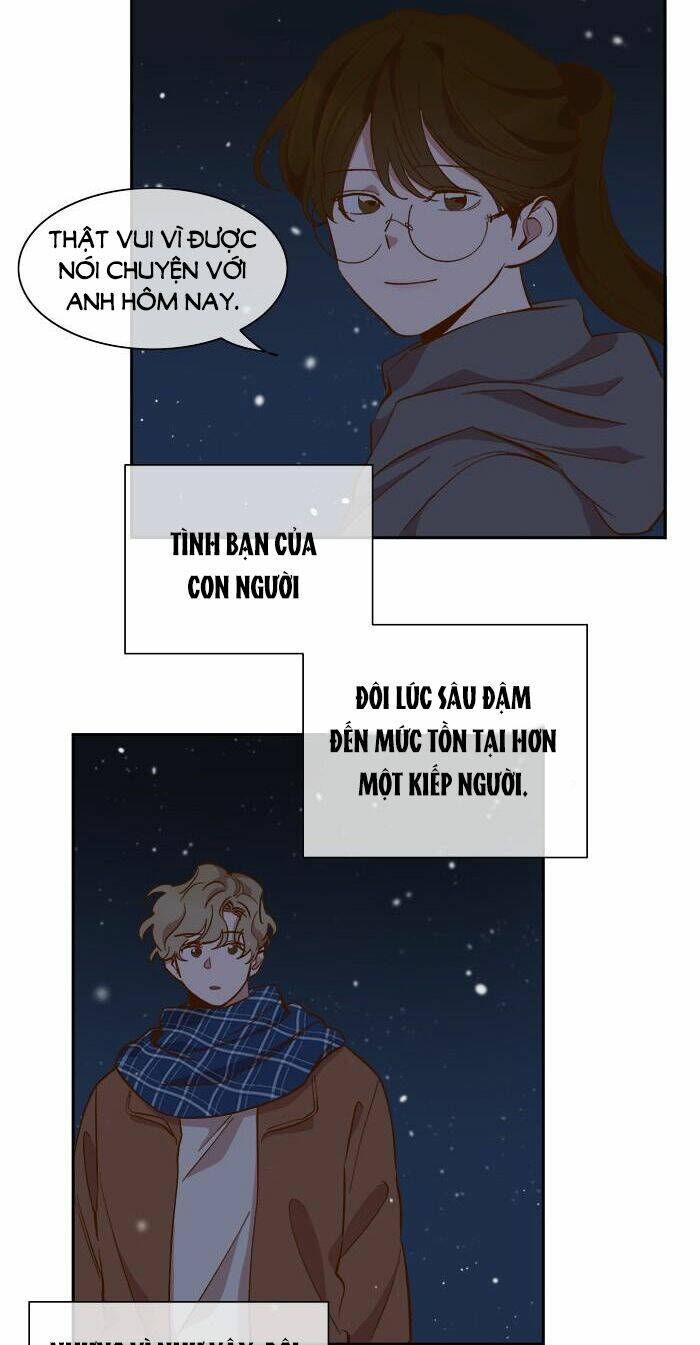 THẬT VUI VÌ ĐƯỢC
NÓI CHUYỆN VỚI
ANH HÔM NAY.
TÌNH BẠN CỦA
CON NGƯỜI
ĐÔI LÚC SÂU ĐẬM
ĐẾN MỨC TỒN TẠI HƠN
MỘT KIẾP NGƯỜI.